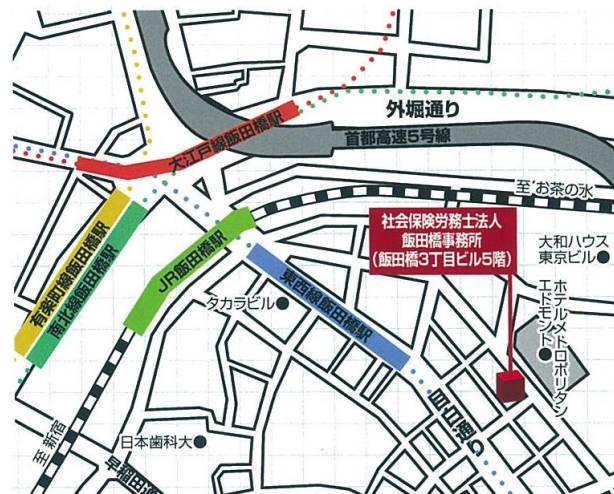 外堀通り
首都高速5号線
大江戸線飯田橋駅
至 お茶の水
社会保険労務士法人
飯田橋事務所
(飯田橋3丁目ビル5階)
大和ハウス
東京ビル
有楽町線飯田橋駅
南北線飯田橋駅
JR飯田橋駅
東西線飯田橋駅
タカラビル
ホテルメトロポリタン
エドモント
目白通り
日本歯科大
至 新宿